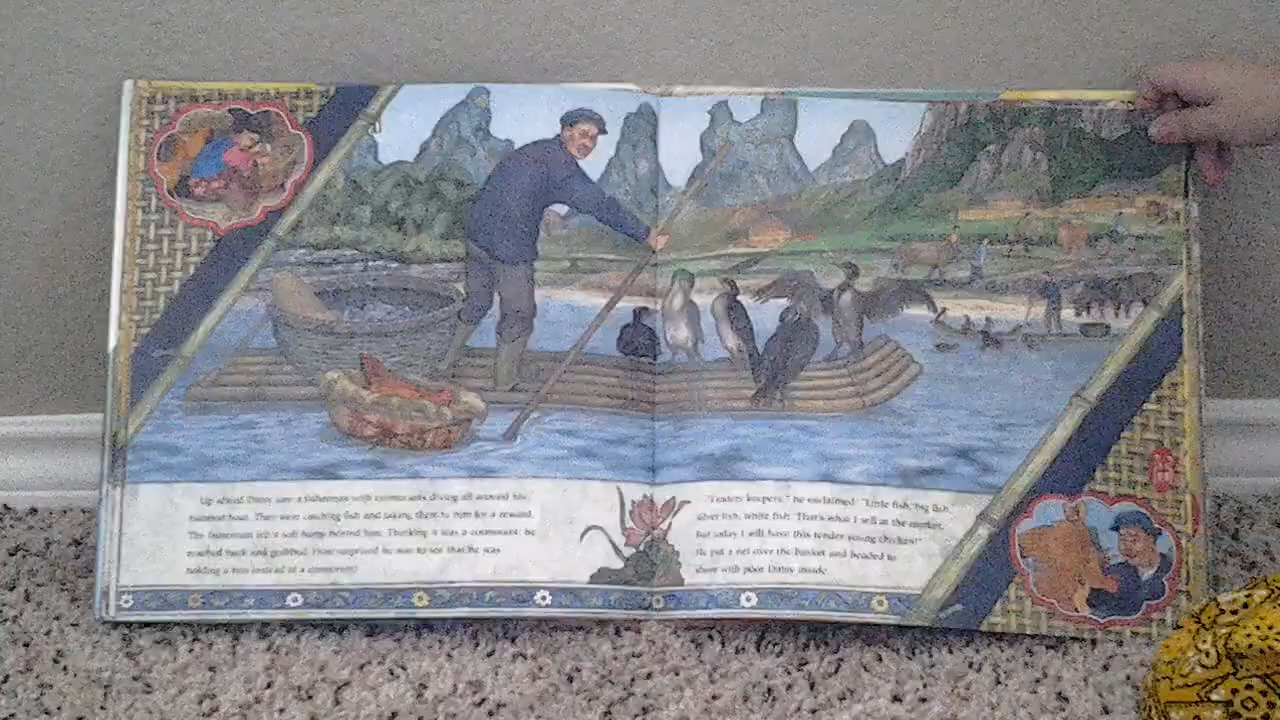 Up ahead Daisy saw a fisherman with cormorants diving all around his
bamboo boat. They were catching fish and taking them to him for a reward.
The fisherman felt a soft bump behind him. Thinking it was a cormorant, he
reached back and grabbed. How surprised he was to see that he was
holding a hen instead of a cormorant!
"Finders keepers," he exclaimed. "Little fish, big fish,
silver fish, white fish. That's what I sell at the market.
But today I will have this tender young chicken!"
He put a net over the basket and headed to
shore with poor Daisy inside.